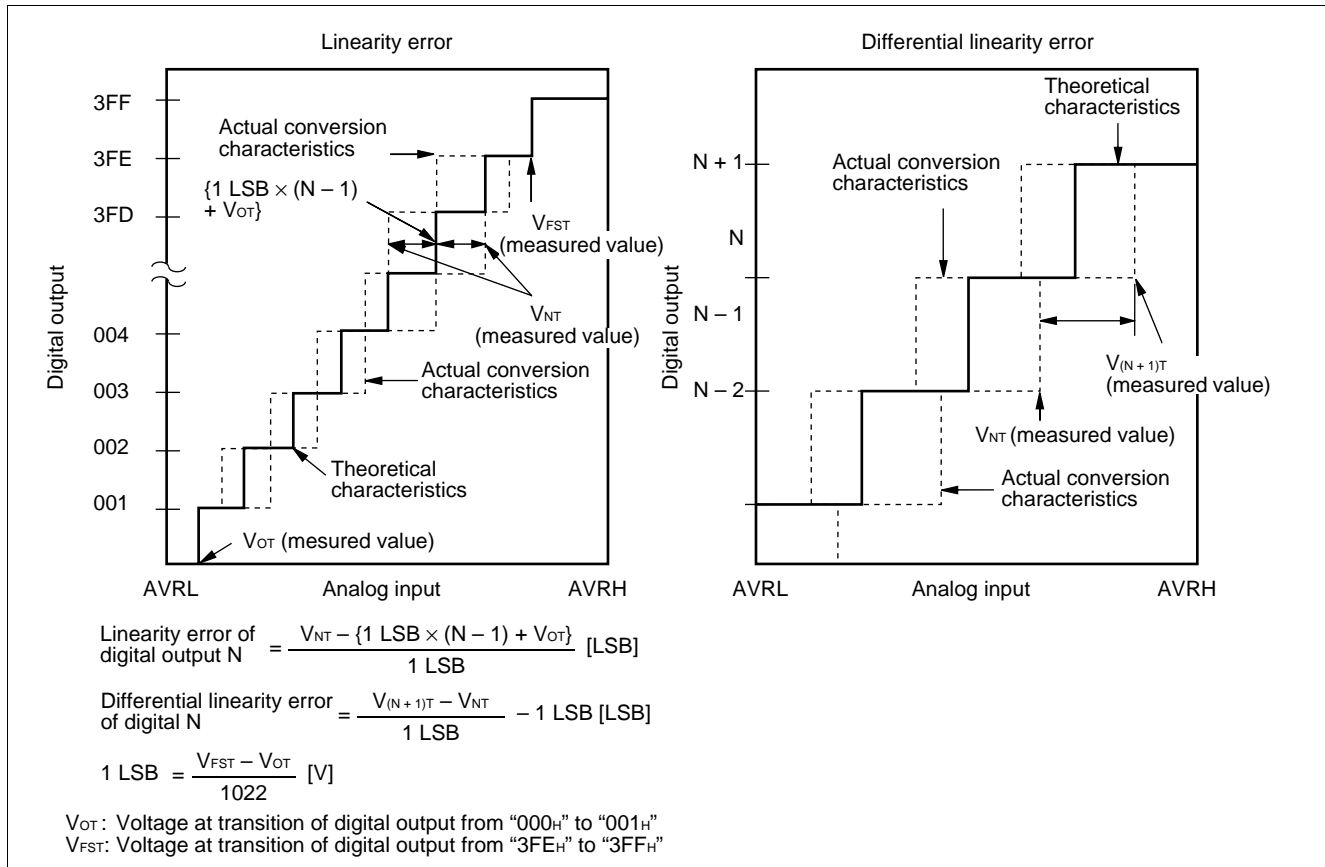 Linearity error
3FF
3FE
3FD
004
003
002
001
Digital output
Actual conversion
characteristics
{1 LSB × (N – 1)
+ VOT}
VFST
(measured value)
VNT
(measured value)
Actual conversion
characteristics
Theoretical
characteristics
VOT (mesured value)
AVRL
Analog input
AVRH
Differential linearity error
N + 1
N
N – 1
N – 2
Digital output
Theoretical
characteristics
Actual conversion
characteristics
V(N + 1)T
(measured value)
VNT (measured value)
Actual conversion
characteristics
AVRL
Analog input
AVRH
Linearity error of
digital output N
= VNT – {1 LSB × (N – 1) + VOT}
1 LSB
[LSB]
Differential linearity error
of digital N
= V(N + 1)T – VNT
1 LSB
– 1 LSB [LSB]
1 LSB = VFST – VOT
1022
[V]
VOT: Voltage at transition of digital output from “000H” to “001H”
VFST: Voltage at transition of digital output from “3FEH” to “3FFH”